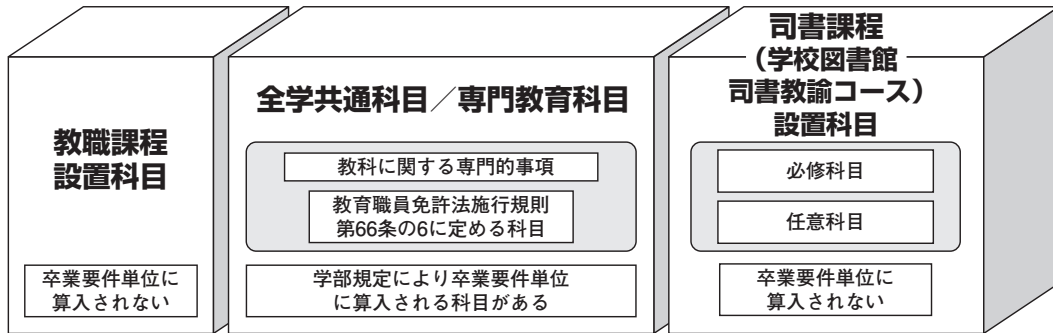 教職課程
設置科目
卒業要件単位に
算入されない
全学共通科目／専門教育科目
教科に関する専門的事項
教育職員免許法施行規則
第66条の6に定める科目
学部規定により卒業要件単位
に算入される科目がある
司書課程
（学校図書館
司書教諭コース）
設置科目
必修科目
任意科目
卒業要件単位に
算入されない